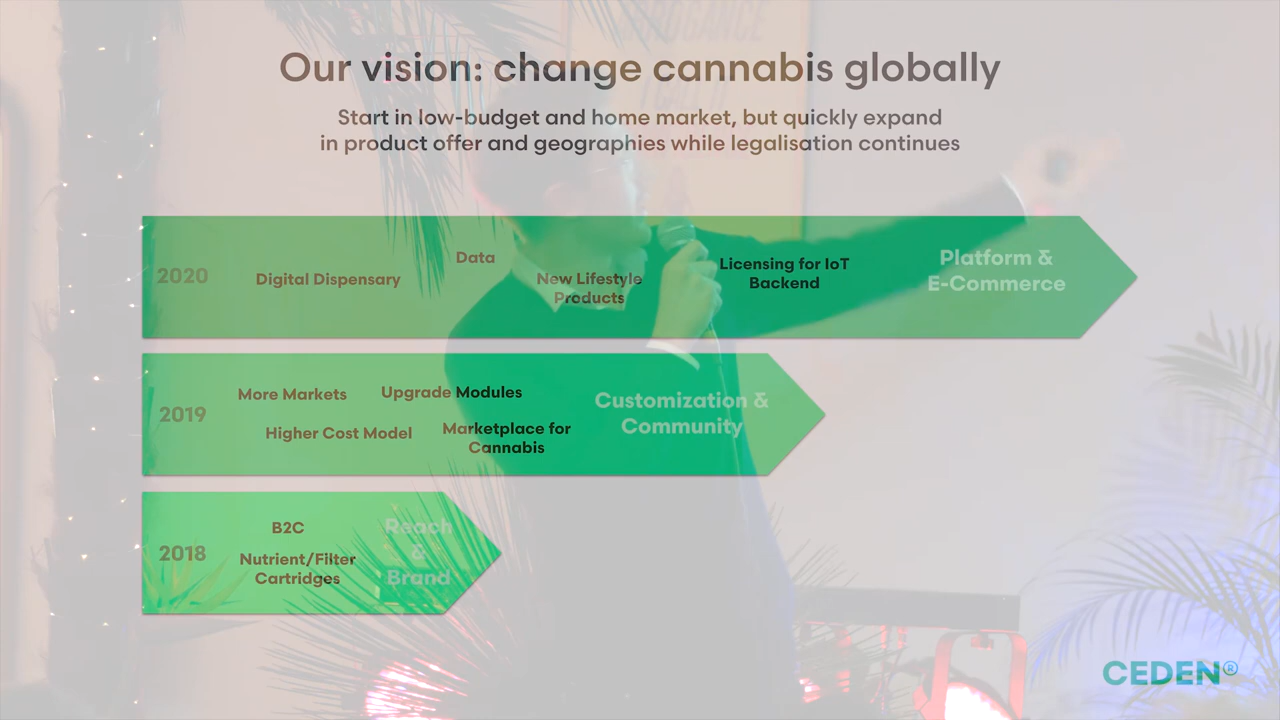 Our vision: change cannabis globally
Start in low-budget and home market, but quickly expand
in product offer and geographies while legalisation continues
2020
Digital Dispensary
Data
New Lifestyle
Products
Licensing for IoT
Backend
Platform &
E-Commerce
2019
More Markets
Upgrade Modules
Higher Cost Model
Marketplace for
Cannabis
Customization &
Community
2018
B2C
Nutrient/Filter
Cartridges
Reach
&
Brand
CEDEN®